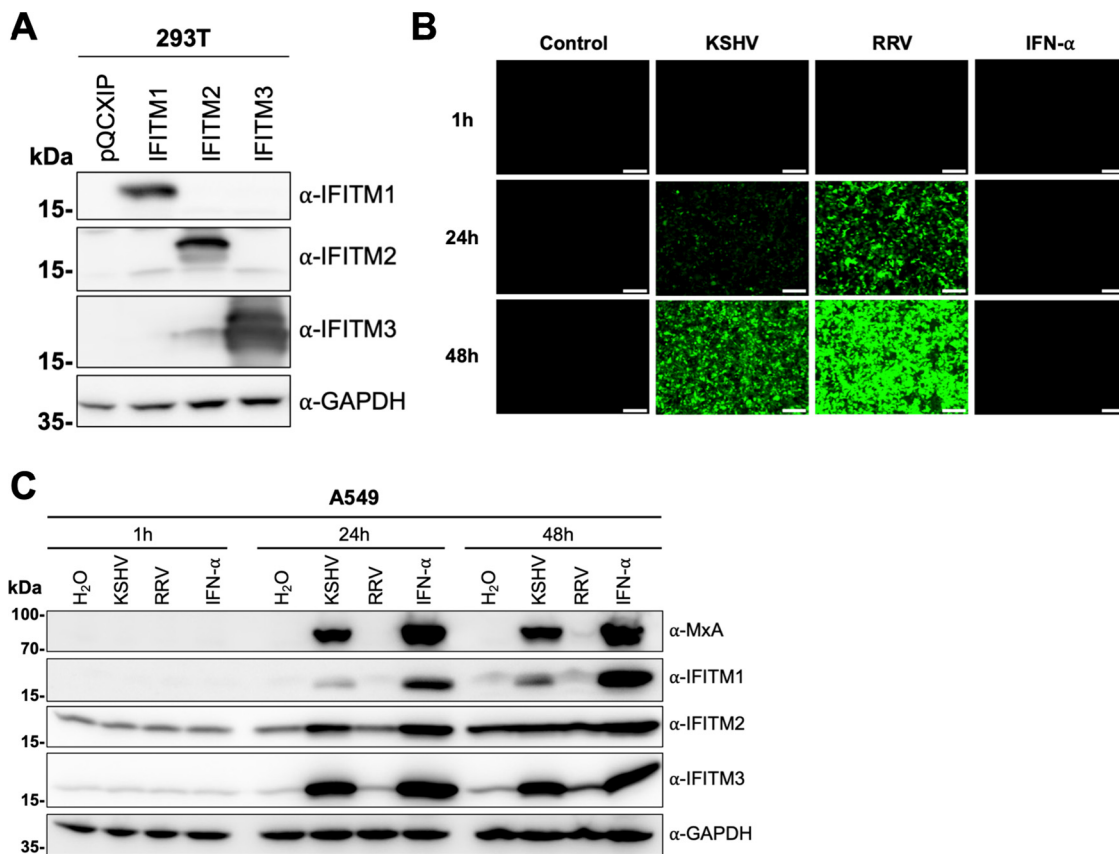 A
293T
pQCXIP
IFITM1
IFITM2
IFITM3
kDa
15-
α-IFITM1
15-
α-IFITM2
15-
α-IFITM3
35-
α-GAPDH
B
Control KSHV RRV IFN-α
1h
24h
48h
C
A549
1h 24h 48h
kDa
H₂O KSHV RRV IFN-α H₂O KSHV RRV IFN-α H₂O KSHV RRV IFN-α
100-
70-
α-MxA
15-
α-IFITM1
15-
α-IFITM2
15-
α-IFITM3
35-
α-GAPDH